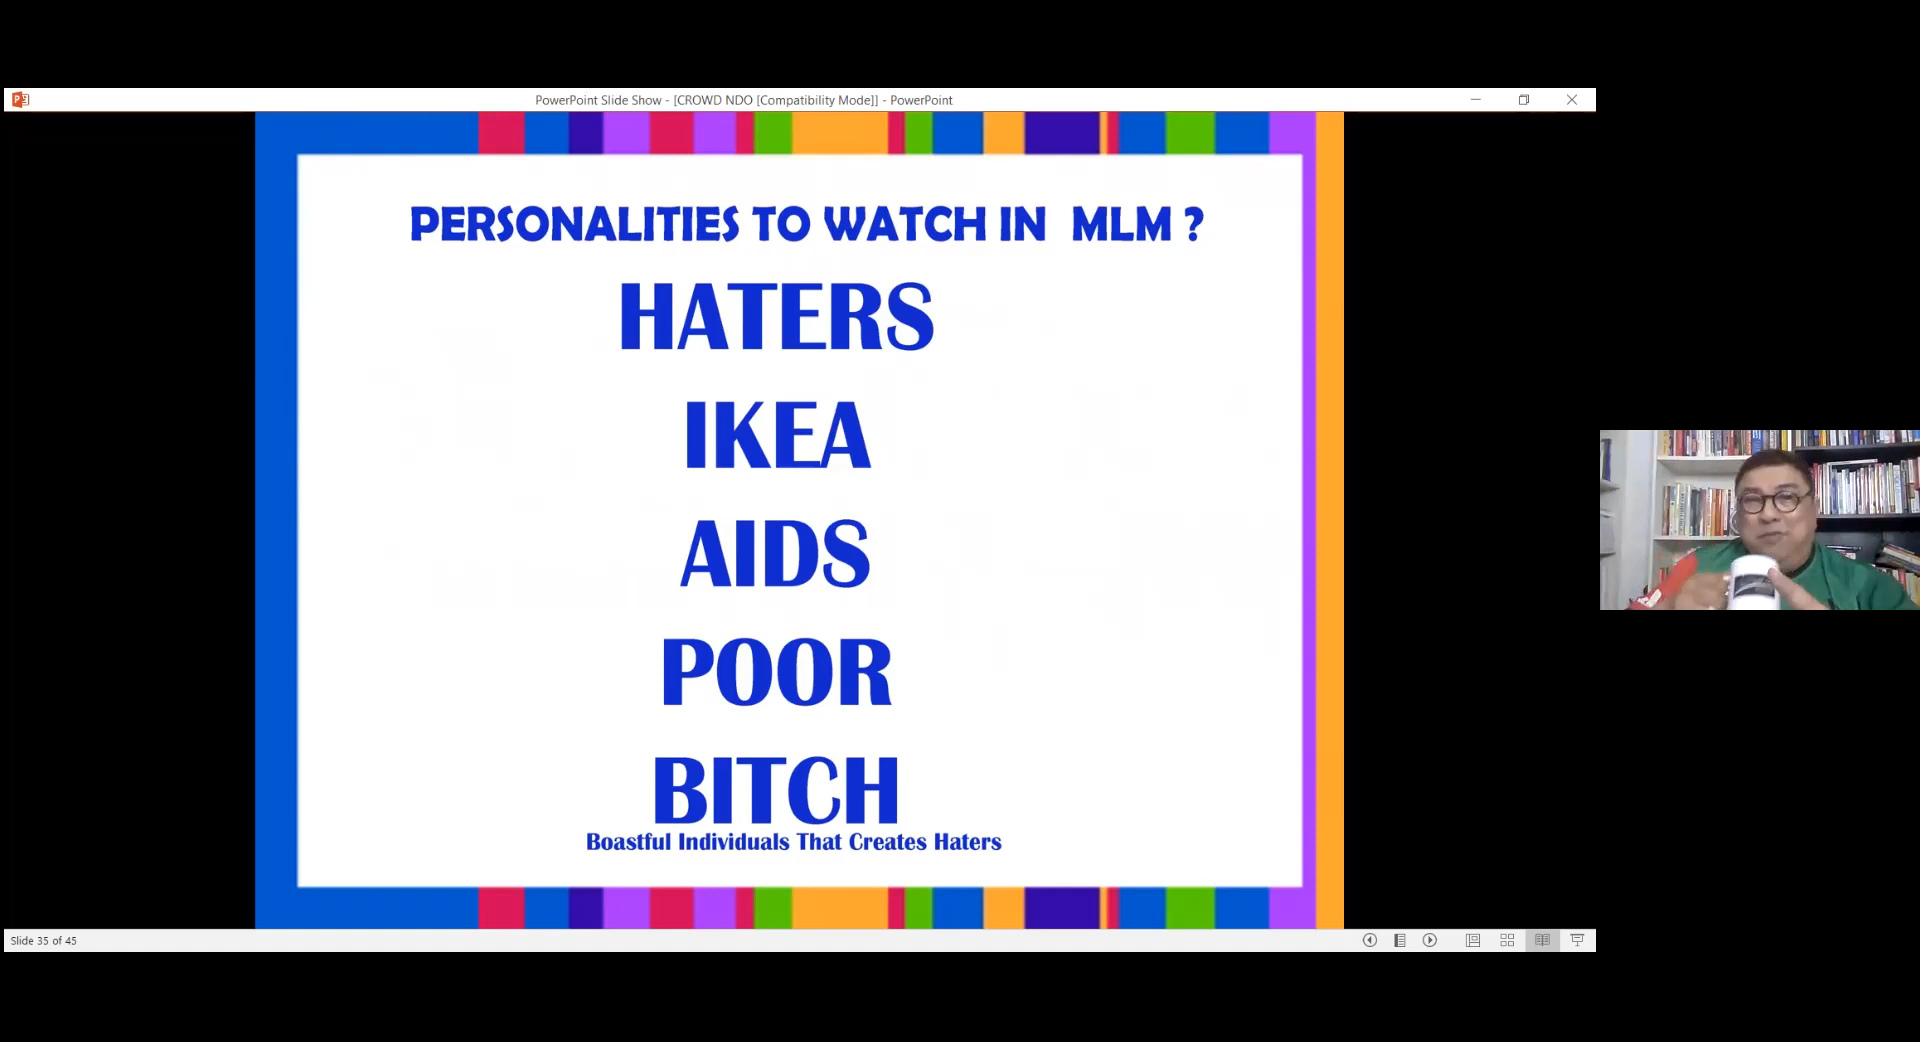 PowerPoint Slide Show - [CROWD NDO [Compatibility Mode]] - PowerPoint
PERSONALITIES TO WATCH IN MLM ?
HATERS
IKEA
AIDS
POOR
BITCH
Boastful Individuals That Creates Haters
Slide 35 of 45